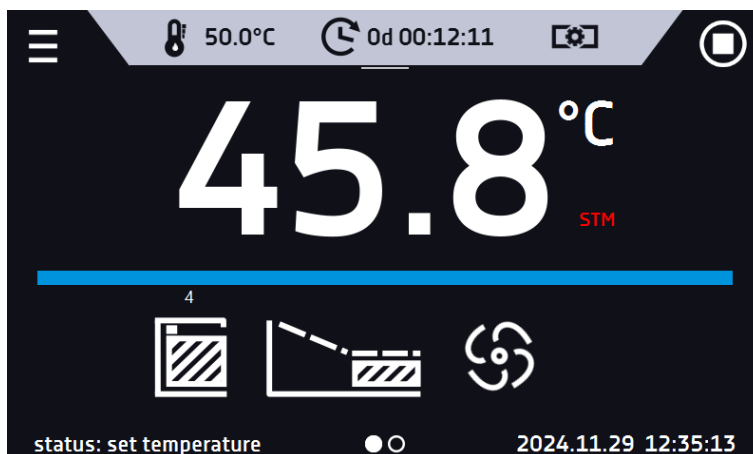 50.0°C 0d 00:12:11
45.8 °C
STM
4
status: set temperature 2024.11.29 12:35:13